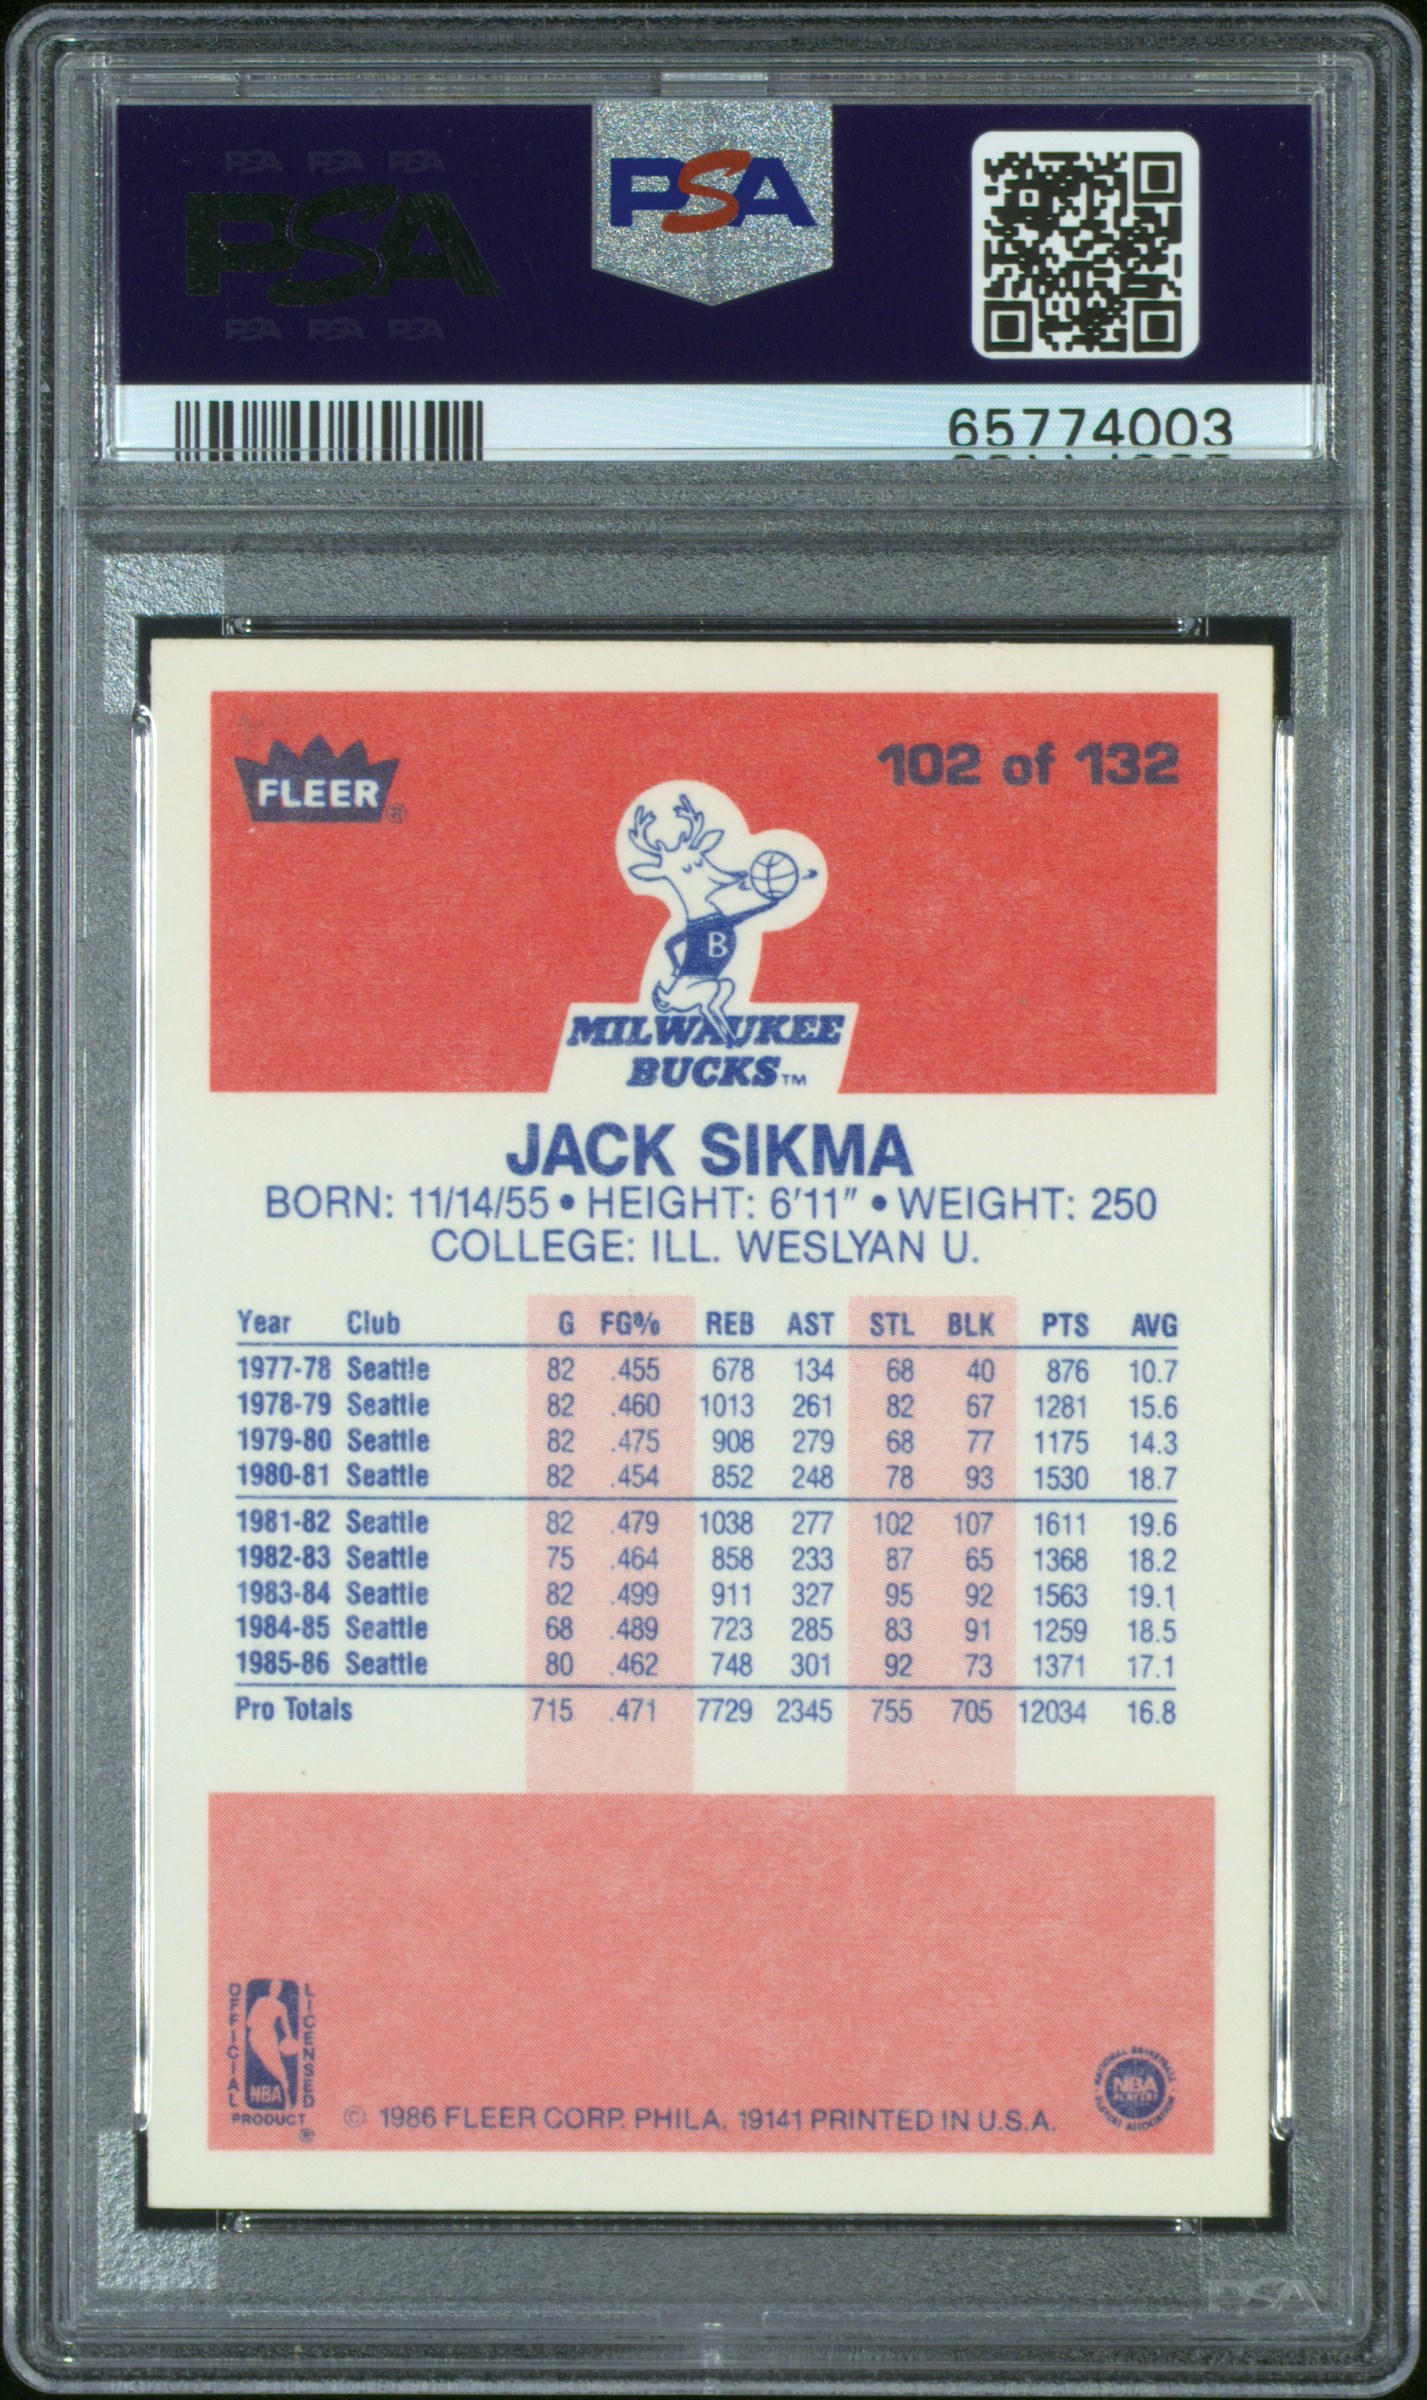 PSA PSA PSA
PSA
PSA PSA PSA
PSA
65774003
FLEER®
102 of 132
B
MILWAUKEE
BUCKS™
JACK SIKMA
BORN: 11/14/55 • HEIGHT: 6'11" • WEIGHT: 250
COLLEGE: ILL. WESLYAN U.
Year Club G FG% REB AST STL BLK PTS AVG
1977-78 Seattle 82 .455 678 134 68 40 876 10.7
1978-79 Seattle 82 .460 1013 261 82 67 1281 15.6
1979-80 Seattle 82 .475 908 279 68 77 1175 14.3
1980-81 Seattle 82 .454 852 248 78 93 1530 18.7
1981-82 Seattle 82 .479 1038 277 102 107 1611 19.6
1982-83 Seattle 75 .464 858 233 87 65 1368 18.2
1983-84 Seattle 82 .499 911 327 95 92 1563 19.1
1984-85 Seattle 68 .489 723 285 83 91 1259 18.5
1985-86 Seattle 80 .462 748 301 92 73 1371 17.1
Pro Totals 715 .471 7729 2345 755 705 12034 16.8
OFFICIAL
LICENSED
NBA
PRODUCT ®
© 1986 FLEER CORP. PHILA. 19141 PRINTED IN U.S.A.
NATIONAL BASKETBALL
NBA
PLAYERS
PLAYERS ASSOCIATION
PSA